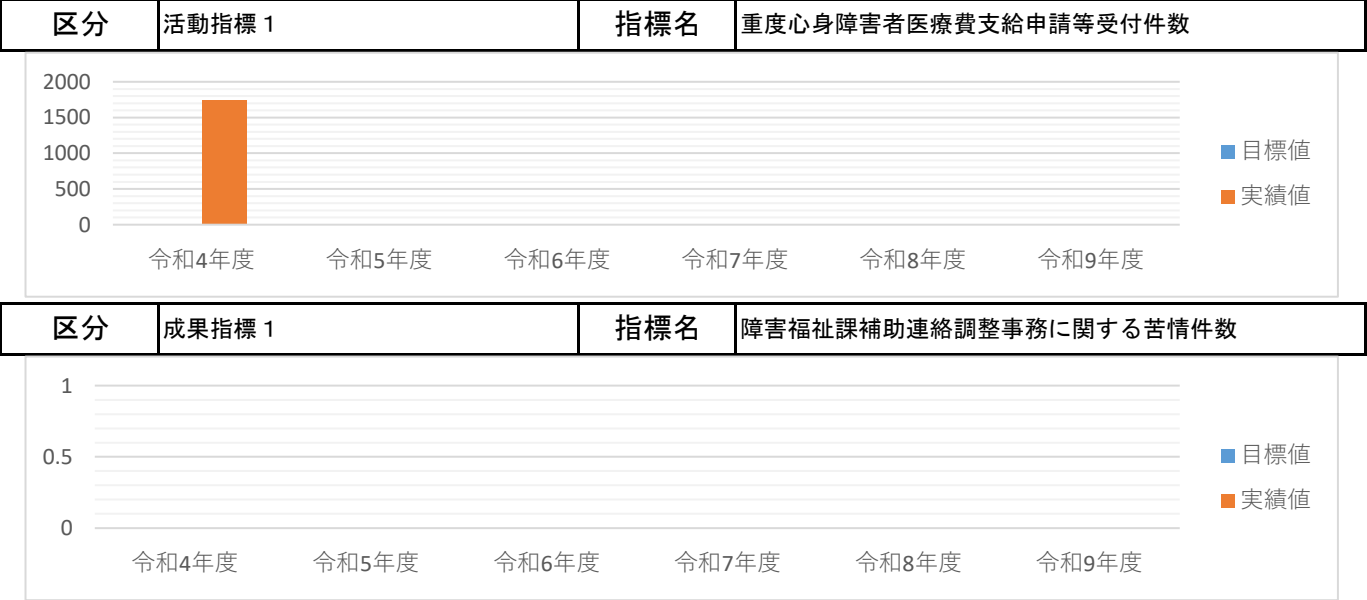 区分 活動指標１ 指標名 重度心身障害者医療費支給申請等受付件数
2000
1500
1000
500
0
令和4年度 令和5年度 令和6年度 令和7年度 令和8年度 令和9年度
目標値
実績値
区分 成果指標１ 指標名 障害福祉課補助連絡調整事務に関する苦情件数
1
0.5
0
令和4年度 令和5年度 令和6年度 令和7年度 令和8年度 令和9年度
目標値
実績値